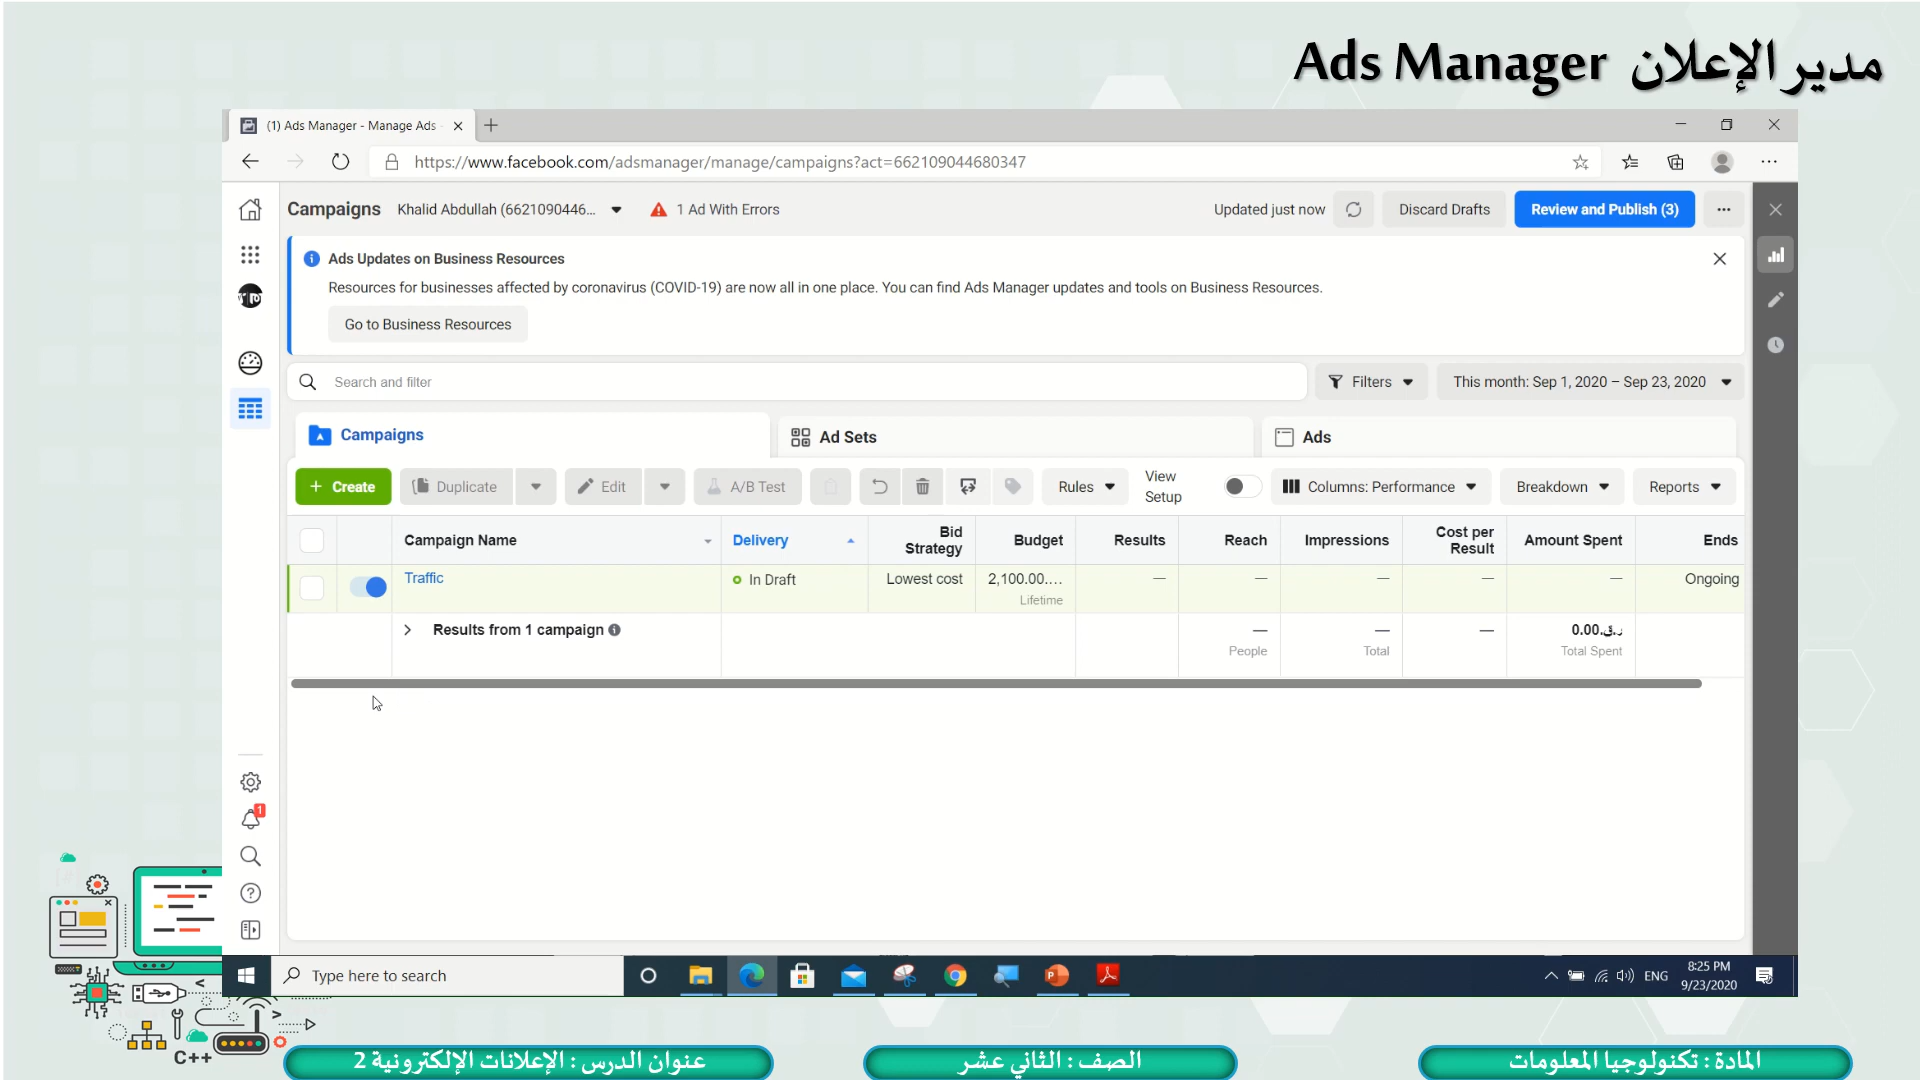 مدير الإعلان Ads Manager
(1) Ads Manager - Manage Ads -
https://www.facebook.com/adsmanager/manage/campaigns?act=662109044680347
Campaigns Khalid Abdullah (6621090446... 1 Ad With Errors Updated just now Discard Drafts Review and Publish (3)
Ads Updates on Business Resources
Resources for businesses affected by coronavirus (COVID-19) are now all in one place. You can find Ads Manager updates and tools on Business Resources.
Go to Business Resources
Search and filter Filters This month: Sep 1, 2020 – Sep 23, 2020
Campaigns Ad Sets Ads
+ Create Duplicate Edit A/B Test Rules View Setup Columns: Performance Breakdown Reports
Campaign Name Delivery Bid Strategy Budget Results Reach Impressions Cost per Result Amount Spent Ends
Traffic In Draft Lowest cost 2,100.00.... — — — — — Ongoing
Lifetime
Results from 1 campaign — — — ر.ق.0.00
People Total Total Spent
1
Type here to search ENG 8:25 PM
9/23/2020
C++
المادة : تكنولوجيا المعلومات الصف : الثاني عشر عنوان الدرس : الإعلانات الإلكترونية 2